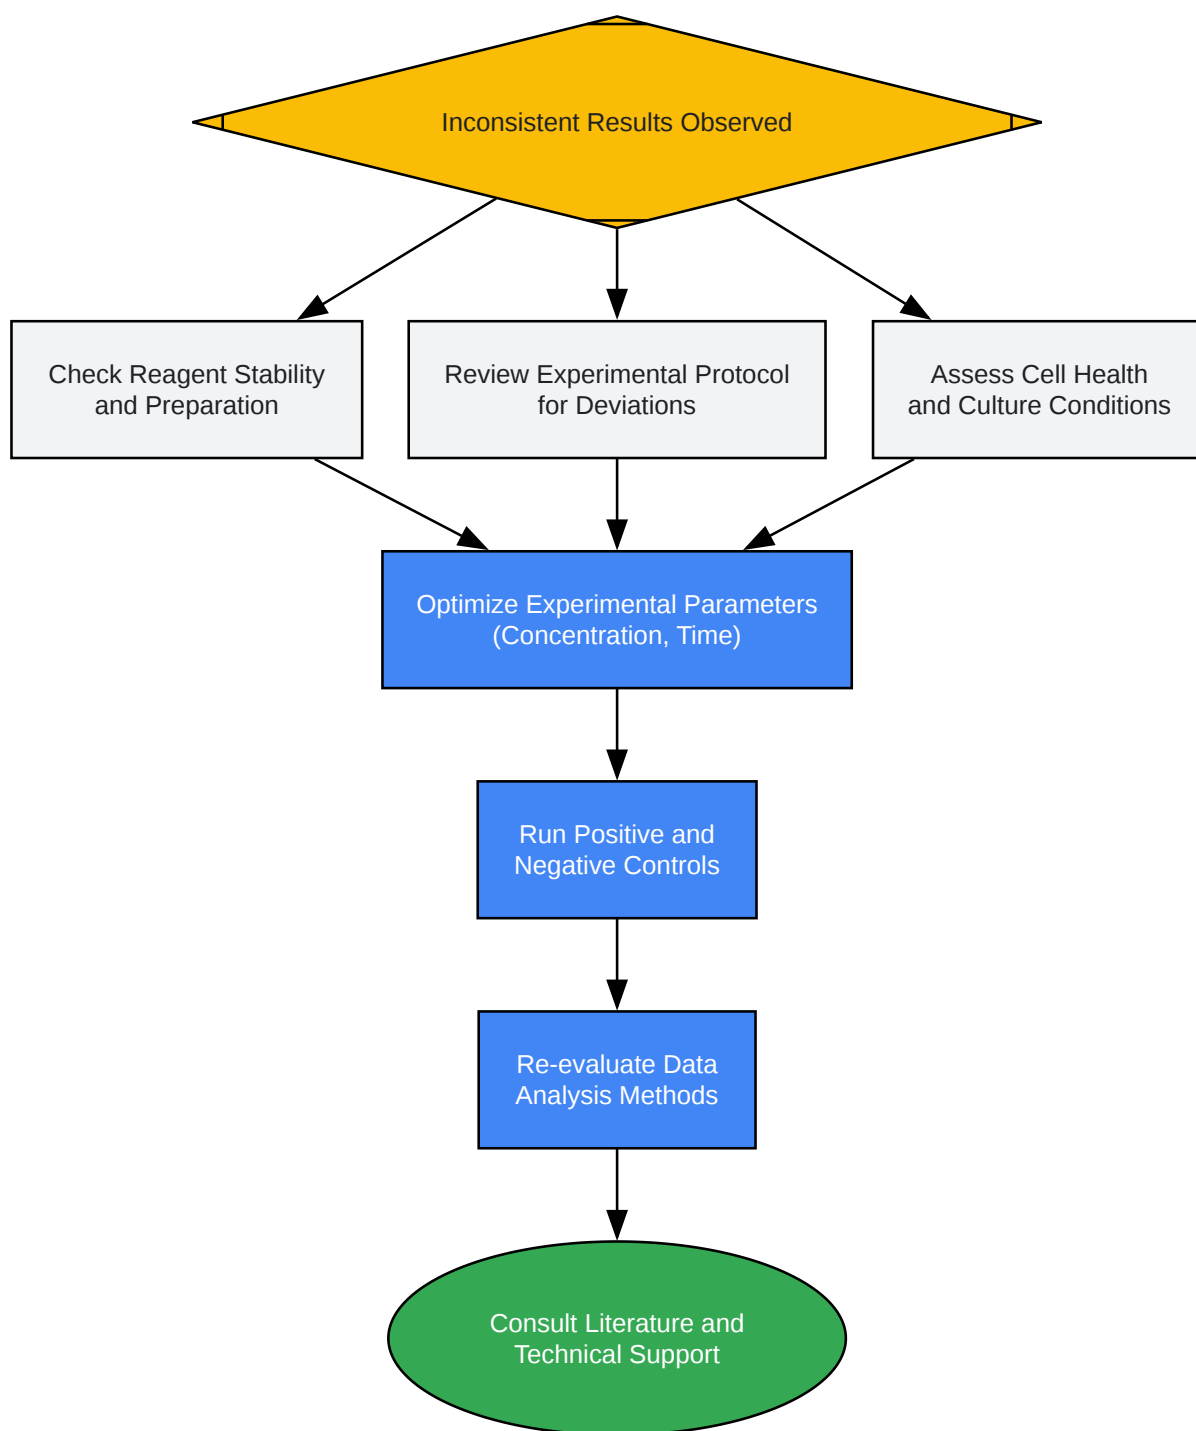 Inconsistent Results Observed
Check Reagent Stability
and Preparation
Review Experimental Protocol
for Deviations
Assess Cell Health
and Culture Conditions
Optimize Experimental Parameters
(Concentration, Time)
Run Positive and
Negative Controls
Re-evaluate Data
Analysis Methods
Consult Literature and
Technical Support